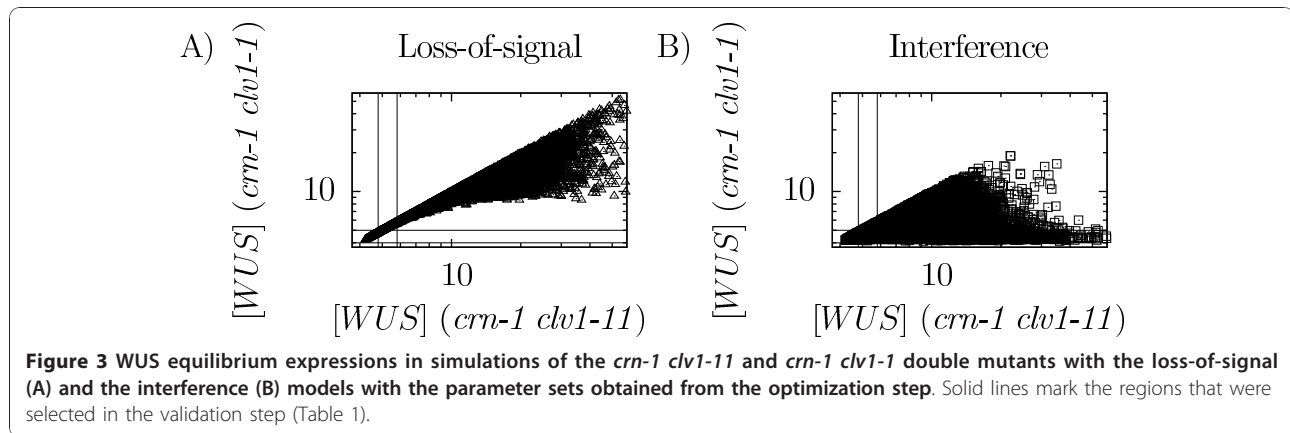 A) Loss-of-signal
[WUS] (crn-1 clv1-1)
10
10
[WUS] (crn-1 clv1-11)
B) Interference
[WUS] (crn-1 clv1-1)
10
10
[WUS] (crn-1 clv1-11)
Figure 3 WUS equilibrium expressions in simulations of the crn-1 clv1-11 and crn-1 clv1-1 double mutants with the loss-of-signal
(A) and the interference (B) models with the parameter sets obtained from the optimization step. Solid lines mark the regions that were
selected in the validation step (Table 1).